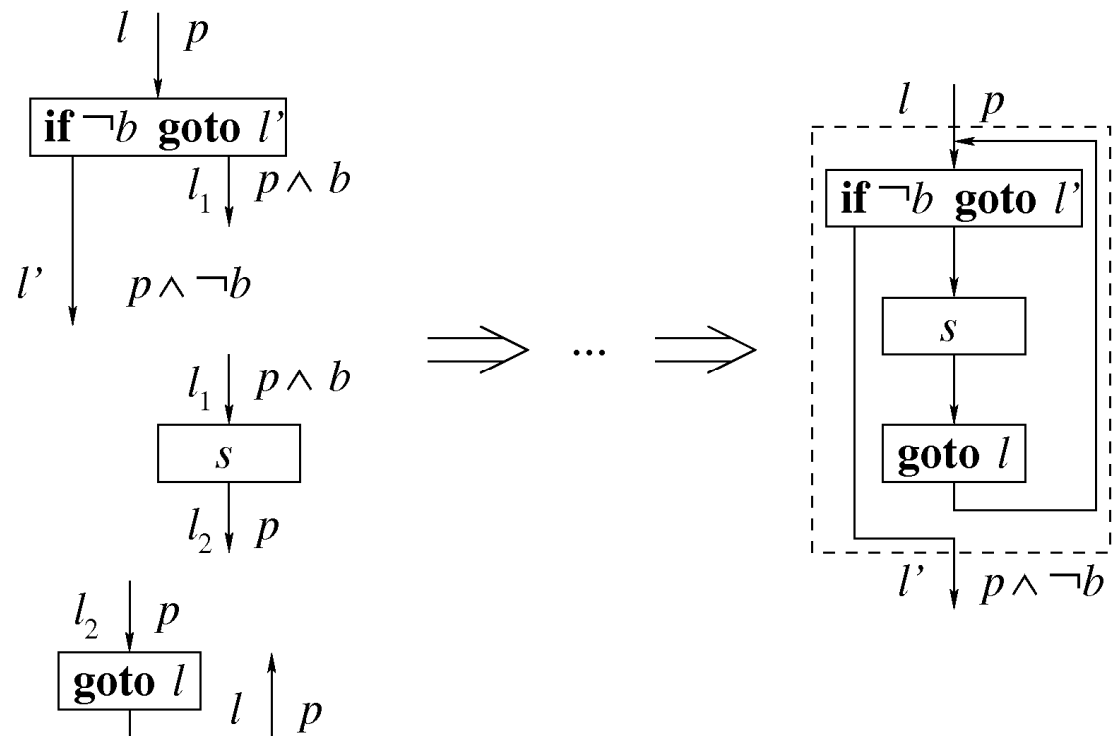 l p
if ¬b goto l’
l₁ p ∧ b
l’ p ∧ ¬b
l₁ p ∧ b
s
l₂ p
l₂ p
goto l
l p
...
l p
if ¬b goto l’
s
goto l
l’ p ∧ ¬b